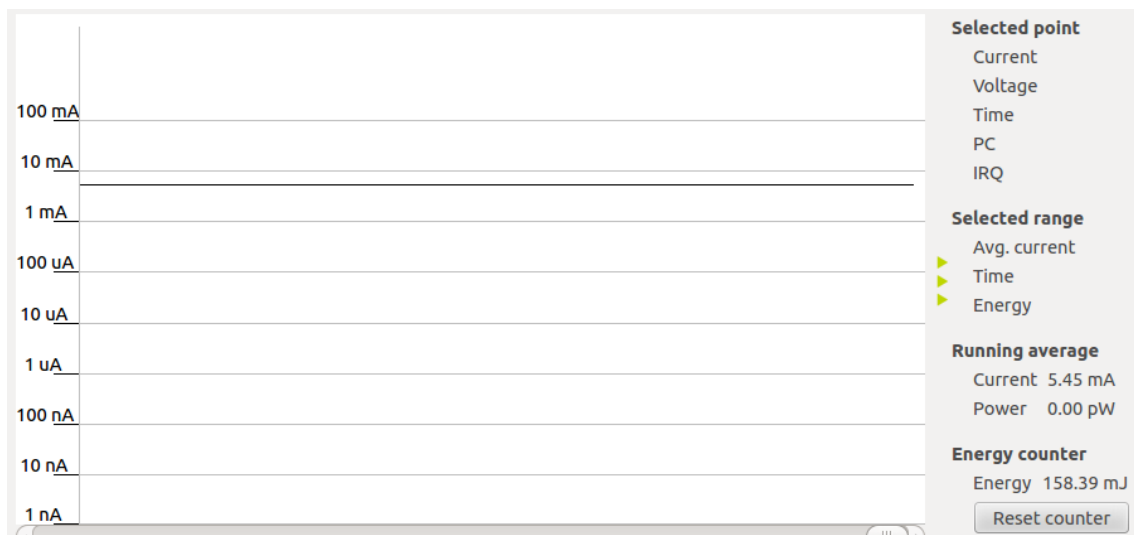 100 mA
10 mA
1 mA
100 uA
10 uA
1 uA
100 nA
10 nA
1 nA
Selected point
Current
Voltage
Time
PC
IRQ
Selected range
Avg. current
Time
Energy
Running average
Current 5.45 mA
Power 0.00 pW
Energy counter
Energy 158.39 mJ
Reset counter